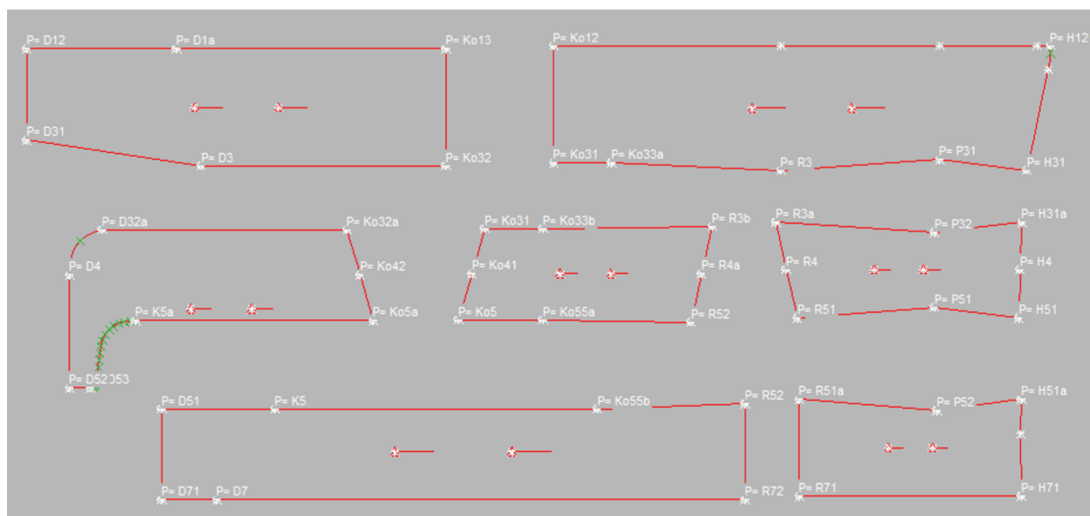 P= D12 P= D1a P= Ko13 P= Ko12 P= H12
P= D31 P= D3 P= Ko32 P= Ko31 P= Ko33a P= R3 P= P31 P= H31
P= D32a P= Ko32a P= Ko31 P= Ko33b P= R3b P= R3a P= P32 P= H31a
P= D4 P= Ko42 P= Ko41 P= R4a P= R4 P= H4
P= K5a P= Ko5a P= Ko5 P= Ko55a P= R52 P= R51 P= P51 P= H51
P= D52 D53
P= D51 P= K5 P= Ko55b P= R52 P= R51a P= P52 P= H51a
P= D71 P= D7 P= R72 P= R71 P= H71